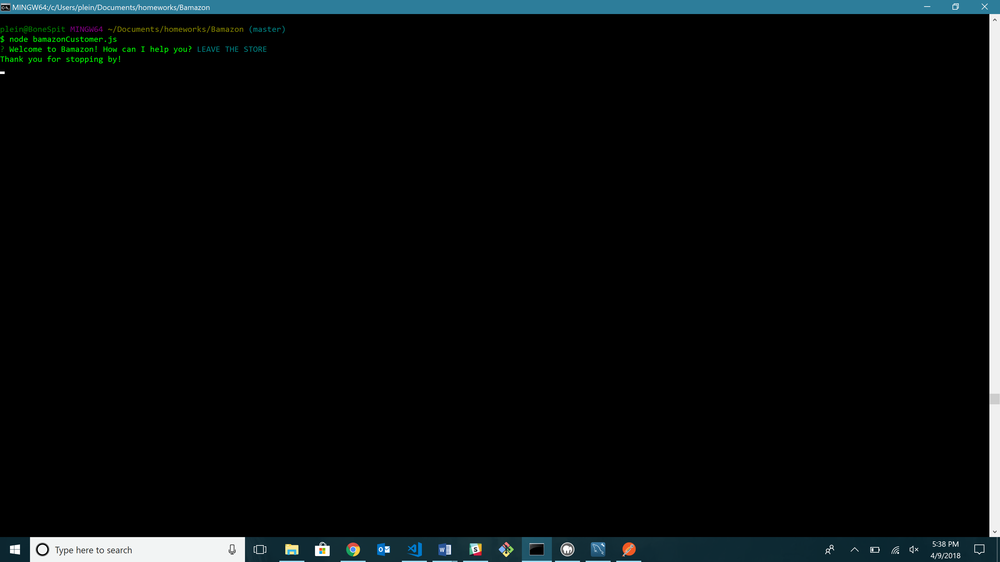 MINGW64:/c/Users/plein/Documents/homeworks/Bamazon
plein@BoneSpit MINGW64 ~/Documents/homeworks/Bamazon (master)
$ node bamazonCustomer.js
? Welcome to Bamazon! How can I help you? LEAVE THE STORE
Thank you for stopping by!
Type here to search
5:38 PM
4/9/2018